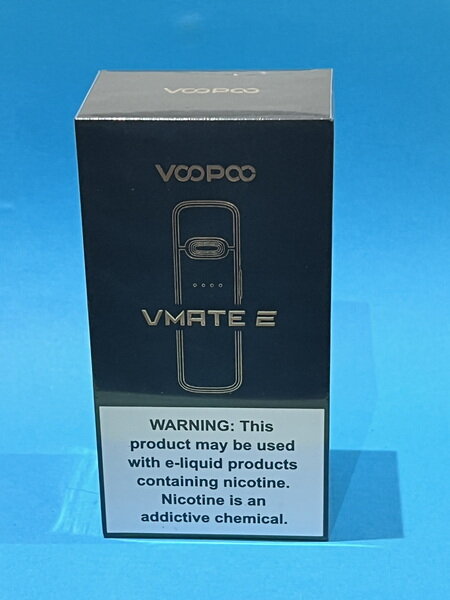 VOOPOO
VOOPOO
VMATE E
WARNING: This
product may be used
with e-liquid products
containing nicotine.
Nicotine is an
addictive chemical.